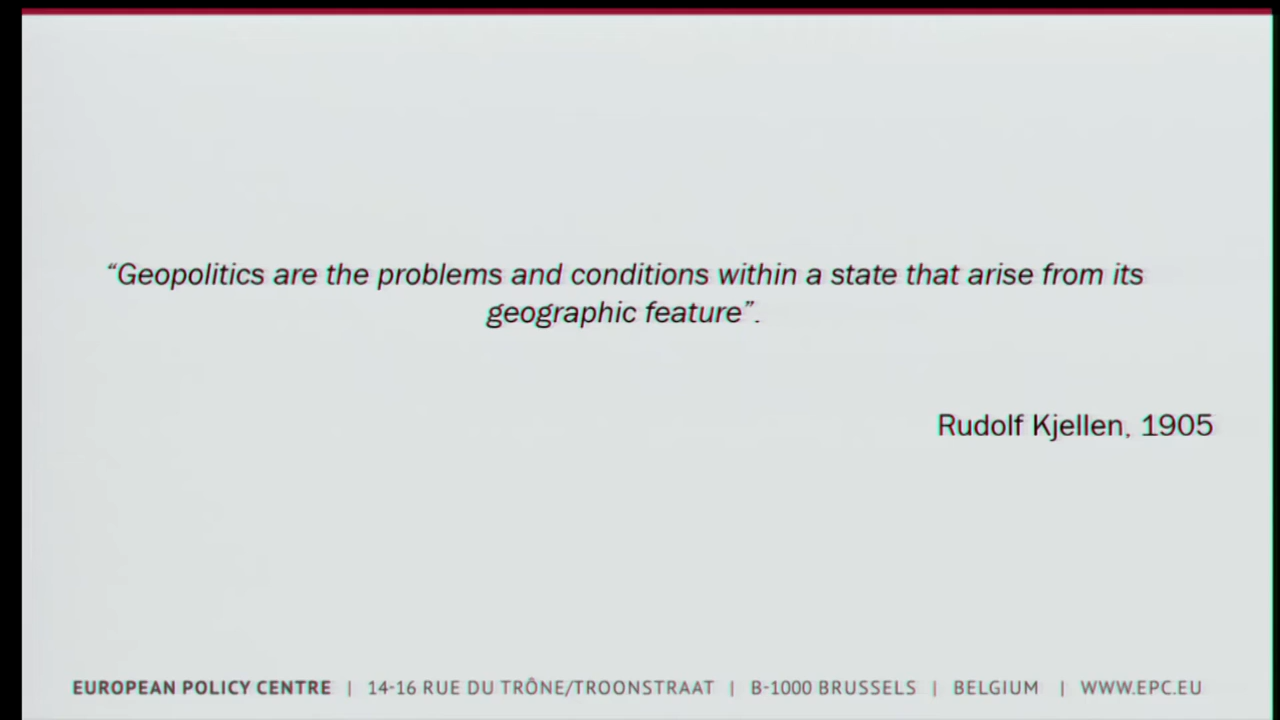 “Geopolitics are the problems and conditions within a state that arise from its
geographic feature”.
Rudolf Kjellen, 1905
EUROPEAN POLICY CENTRE | 14-16 RUE DU TRÔNE/TROONSTRAAT | B-1000 BRUSSELS | BELGIUM | WWW.EPC.EU